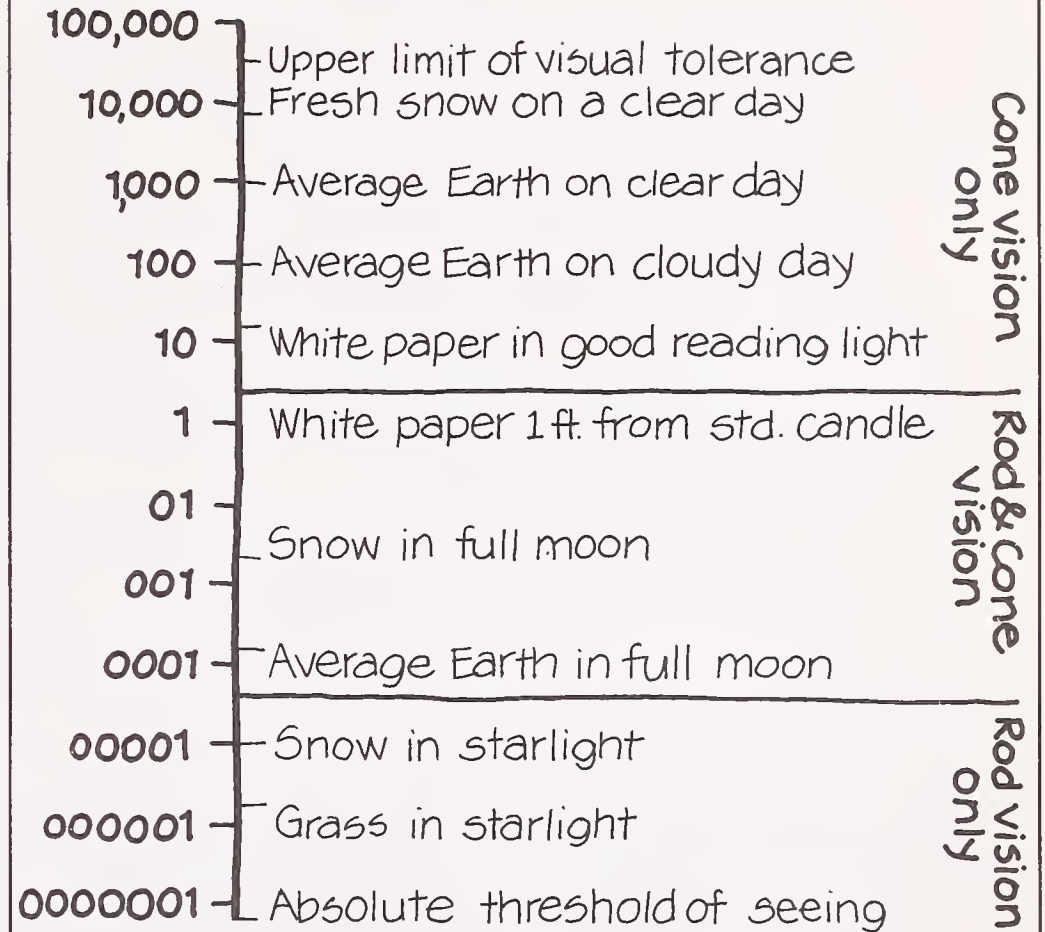 100,000
Upper limit of visual tolerance
10,000 Fresh snow on a clear day
1,000 Average Earth on clear day
100 Average Earth on cloudy day
10 White paper in good reading light
Cone vision
only
1 White paper 1 ft. from std. candle
01
Snow in full moon
001
0001 Average Earth in full moon
Rod & Cone
vision
00001 Snow in starlight
000001 Grass in starlight
0000001 Absolute threshold of seeing
Rod vision
only